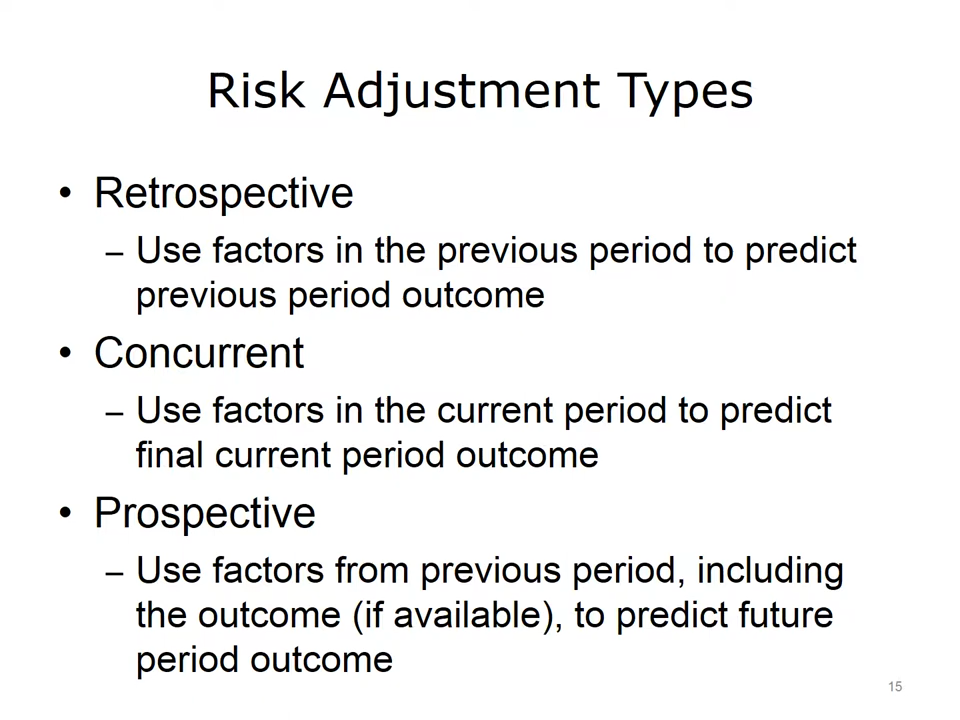 Risk Adjustment Types
• Retrospective
– Use factors in the previous period to predict
previous period outcome
• Concurrent
– Use factors in the current period to predict
final current period outcome
• Prospective
– Use factors from previous period, including
the outcome (if available), to predict future
period outcome
15